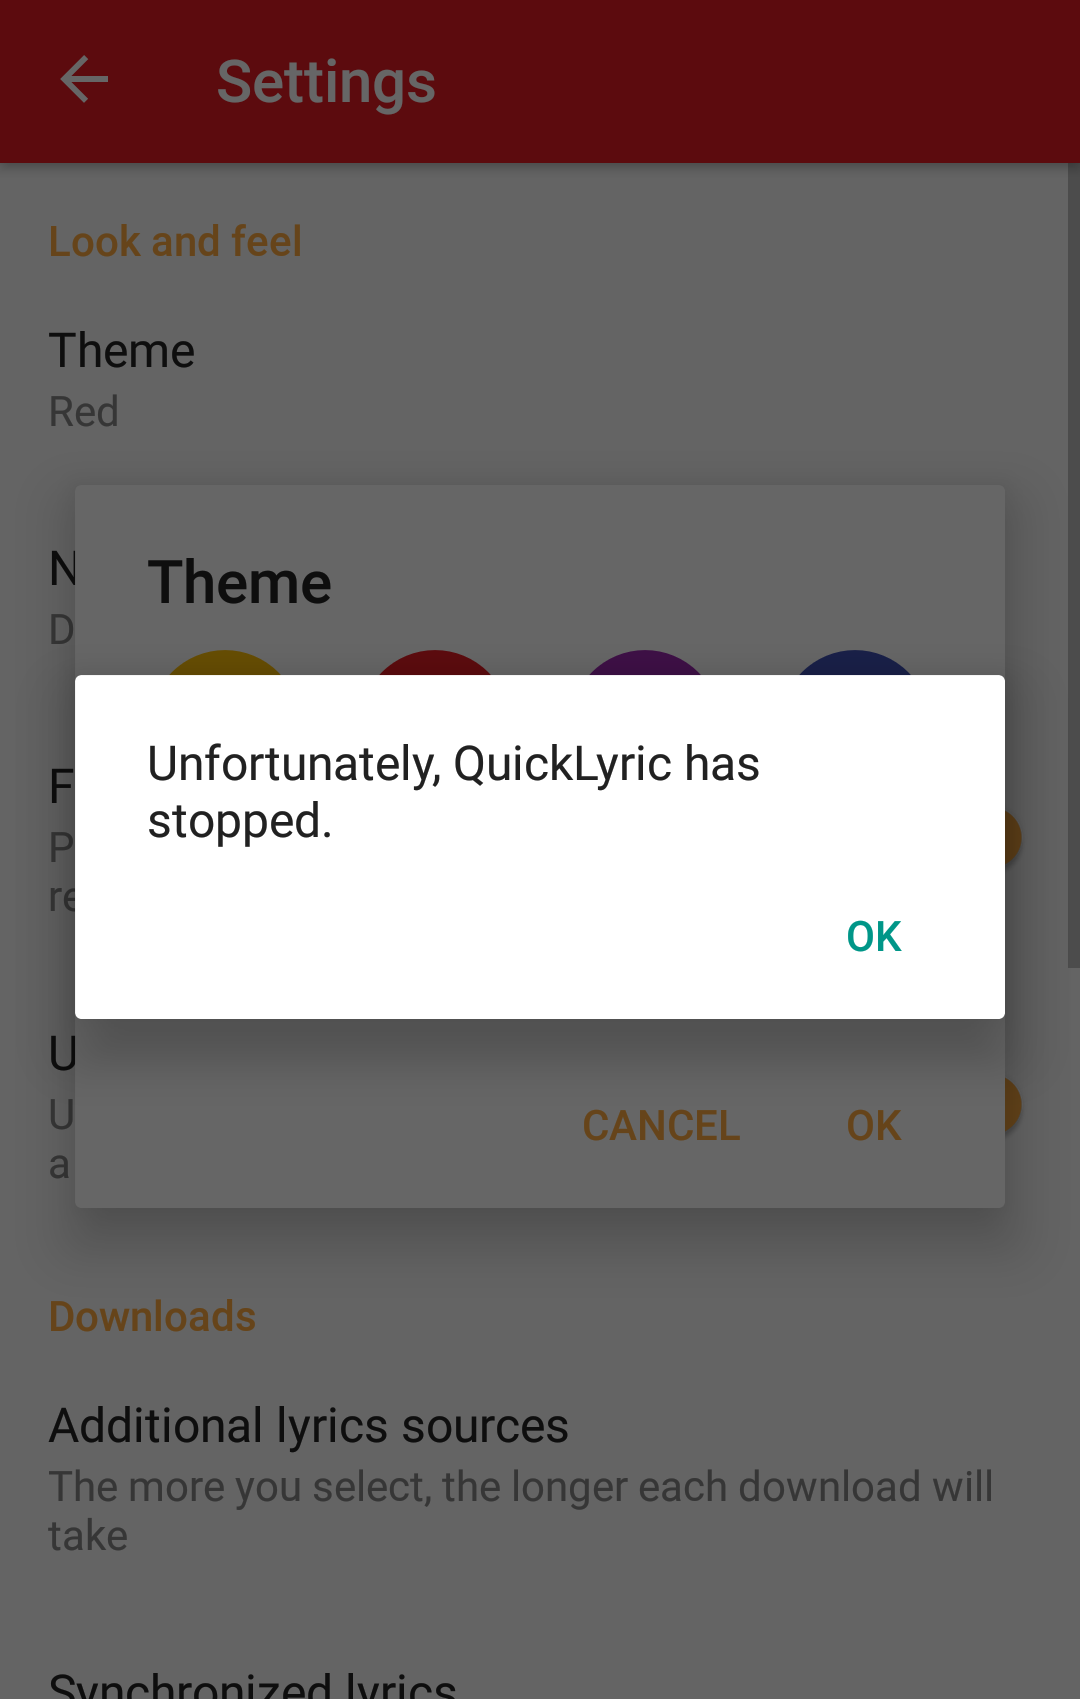 Settings
Look and feel
Theme
Red
N
D
Theme
Unfortunately, QuickLyric has
stopped.
OK
F
P
re
U
U
a
CANCEL OK
Downloads
Additional lyrics sources
The more you select, the longer each download will
take
Synchronized lyrics